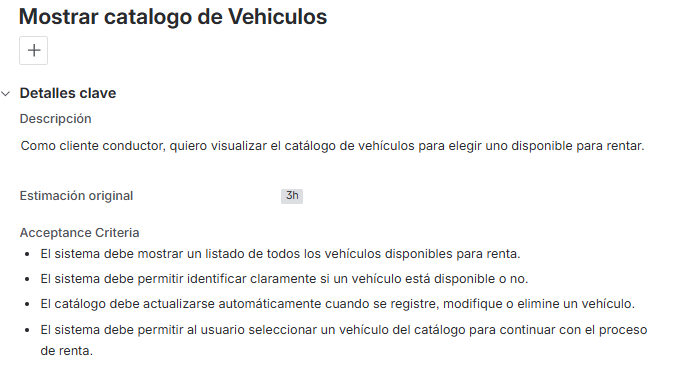 Mostrar catalogo de Vehiculos
Detalles clave
Descripción
Como cliente conductor, quiero visualizar el catálogo de vehículos para elegir uno disponible para rentar.
Estimación original 3h
Acceptance Criteria
• El sistema debe mostrar un listado de todos los vehículos disponibles para renta.
• El sistema debe permitir identificar claramente si un vehículo está disponible o no.
• El catálogo debe actualizarse automáticamente cuando se registre, modifique o elimine un vehículo.
• El sistema debe permitir al usuario seleccionar un vehículo del catálogo para continuar con el proceso
de renta.